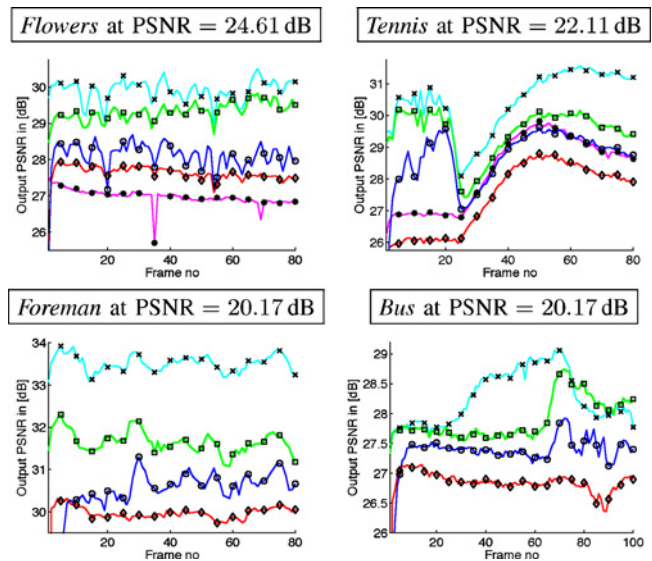 Flowers at PSNR = 24.61 dB
Tennis at PSNR = 22.11 dB
Output PSNR in [dB]
30
29
28
27
26
0 20 40 60 80
Frame no
Output PSNR in [dB]
31
30
29
28
27
26
0 20 40 60 80
Frame no
Foreman at PSNR = 20.17 dB
Bus at PSNR = 20.17 dB
Output PSNR in [dB]
34
33
32
31
30
0 20 40 60 80
Frame no
Output PSNR in [dB]
29
28.5
28
27.5
27
26.5
26
0 20 40 60 80 100
Frame no